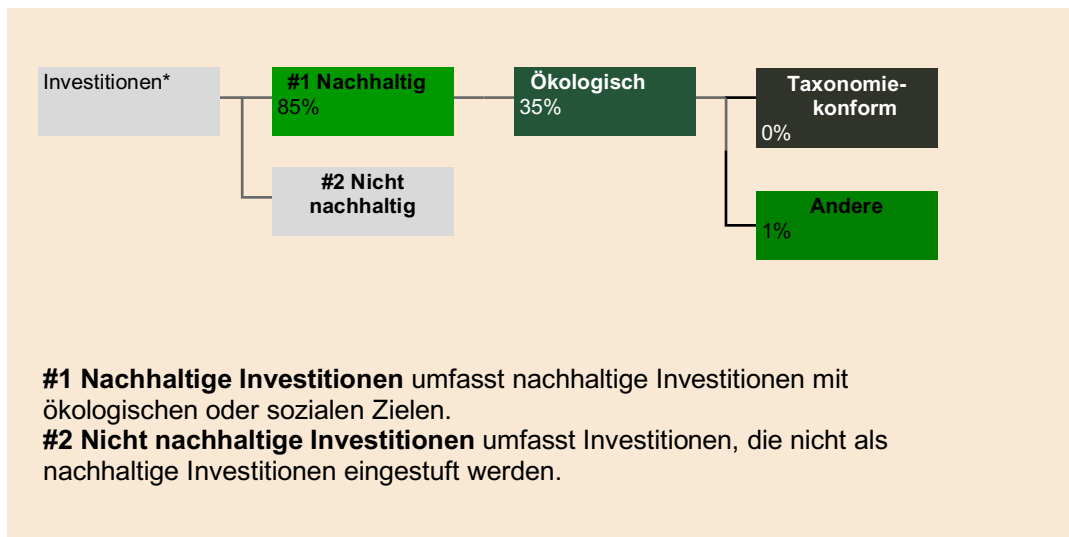 Investitionen*
#1 Nachhaltig
85%
Ökologisch
35%
Taxonomie-
konform
0%
#2 Nicht
nachhaltig
Andere
1%
#1 Nachhaltige Investitionen umfasst nachhaltige Investitionen mit
ökologischen oder sozialen Zielen.
#2 Nicht nachhaltige Investitionen umfasst Investitionen, die nicht als
nachhaltige Investitionen eingestuft werden.